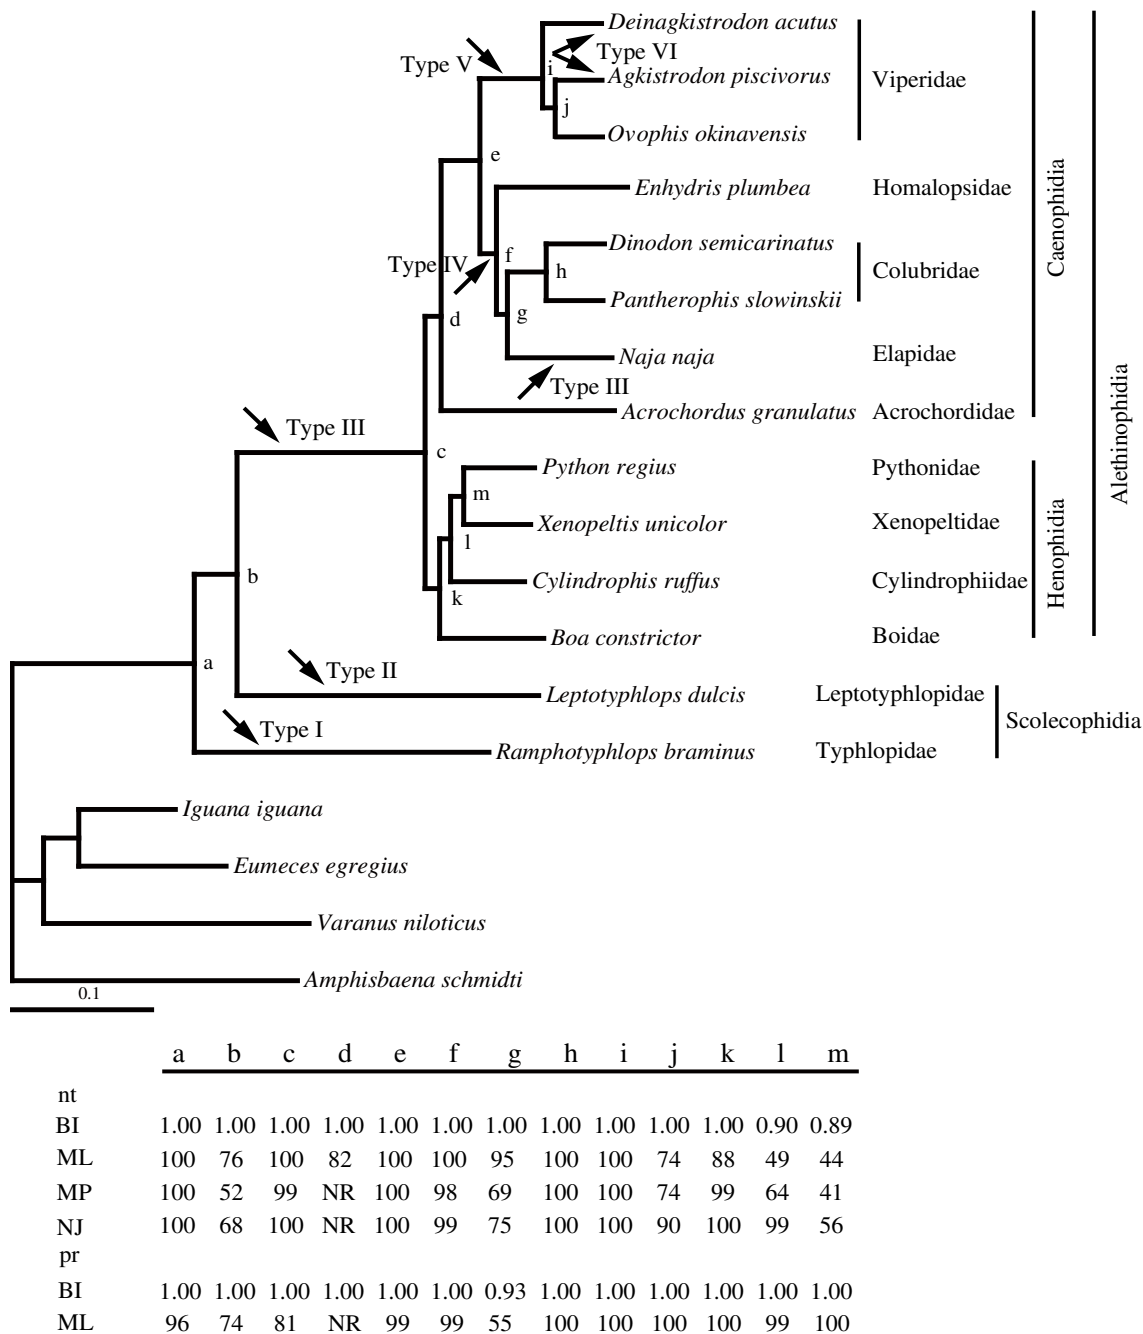 Deinagkistrodon acutus
Type VI
Type V
i
Agkistrodon piscivorus
Viperidae
j
Ovophis okinavensis
e
Enhydris plumbea
Homalopsidae
Caenophidia
Dinodon semicarinatus
Type IV
f
h
Colubridae
Pantherophis slowinskii
d
g
Naja naja
Elapidae
Type III
Acrochordus granulatus
Acrochordidae
Type III
Alethinophidia
c
Python regius
Pythonidae
m
Xenopeltis unicolor
Xenopeltidae
l
Henophidia
b
Cylindrophis ruffus
Cylindrophiidae
k
Boa constrictor
Boidae
a
Type II
Leptotyphlops dulcis
Leptotyphlopidae
Scolecophidia
Type I
Ramphotyphlops braminus
Typhlopidae
Iguana iguana
Eumeces egregius
Varanus niloticus
Amphisbaena schmidti
0.1
a b c d e f g h i j k l m
nt
BI 1.00 1.00 1.00 1.00 1.00 1.00 1.00 1.00 1.00 1.00 1.00 0.90 0.89
ML 100 76 100 82 100 100 95 100 100 74 88 49 44
MP 100 52 99 NR 100 98 69 100 100 74 99 64 41
NJ 100 68 100 NR 100 99 75 100 100 90 100 99 56
pr
BI 1.00 1.00 1.00 1.00 1.00 1.00 0.93 1.00 1.00 1.00 1.00 1.00 1.00
ML 96 74 81 NR 99 99 55 100 100 100 100 99 100